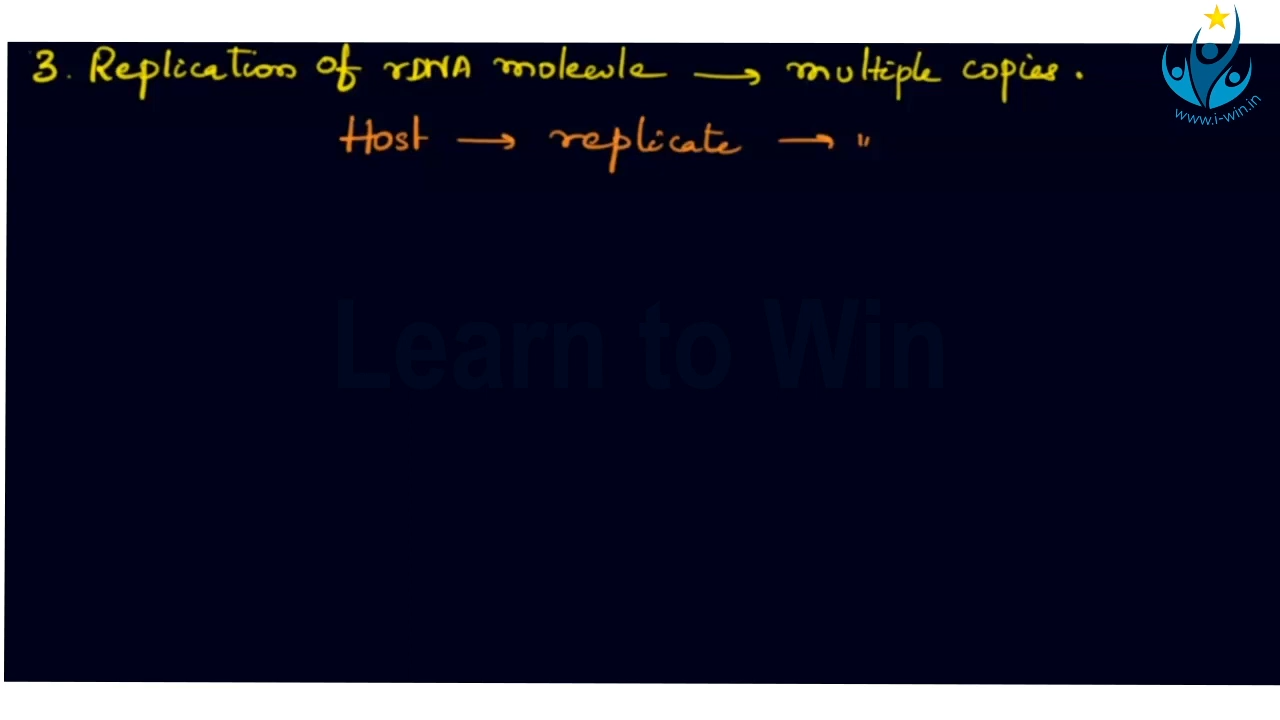 3. Replication of rDNA molecule → multiple copies.
Host → replicate → "
Learn to Win
www.i-win.in